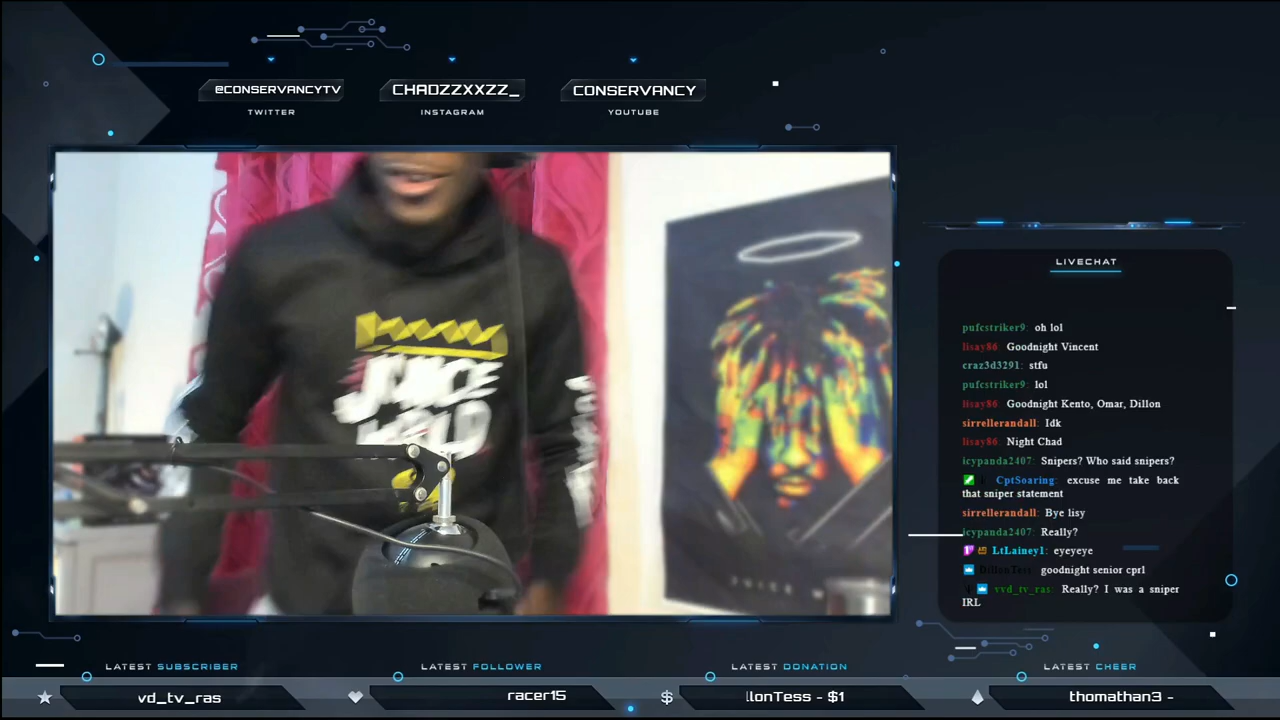 @CONSERVANCYTV
TWITTER
CHADZZXXZZ_
INSTAGRAM
CONSERVANCY
YOUTUBE
JUICE
WRLD
LIVECHAT
pufcstriker9: oh lol
lisay86: Goodnight Vincent
craz3d3291: stfu
pufcstriker9: lol
lisay86: Goodnight Kento, Omar, Dillon
sirrellerandall: Idk
lisay86: Night Chad
icypanda2407: Snipers? Who said snipers?
CptSoaring: excuse me take back
that sniper statement
sirrellerandall: Bye lisy
icypanda2407: Really?
LtLainey1: eyeyeye
DillonTess: goodnight senior cprl
vvd_tv_ras: Really? I was a sniper
IRL
LATEST SUBSCRIBER
vd_tv_ras
LATEST FOLLOWER
racer15
LATEST DONATION
llonTess - $1
LATEST CHEER
thomathan3 -